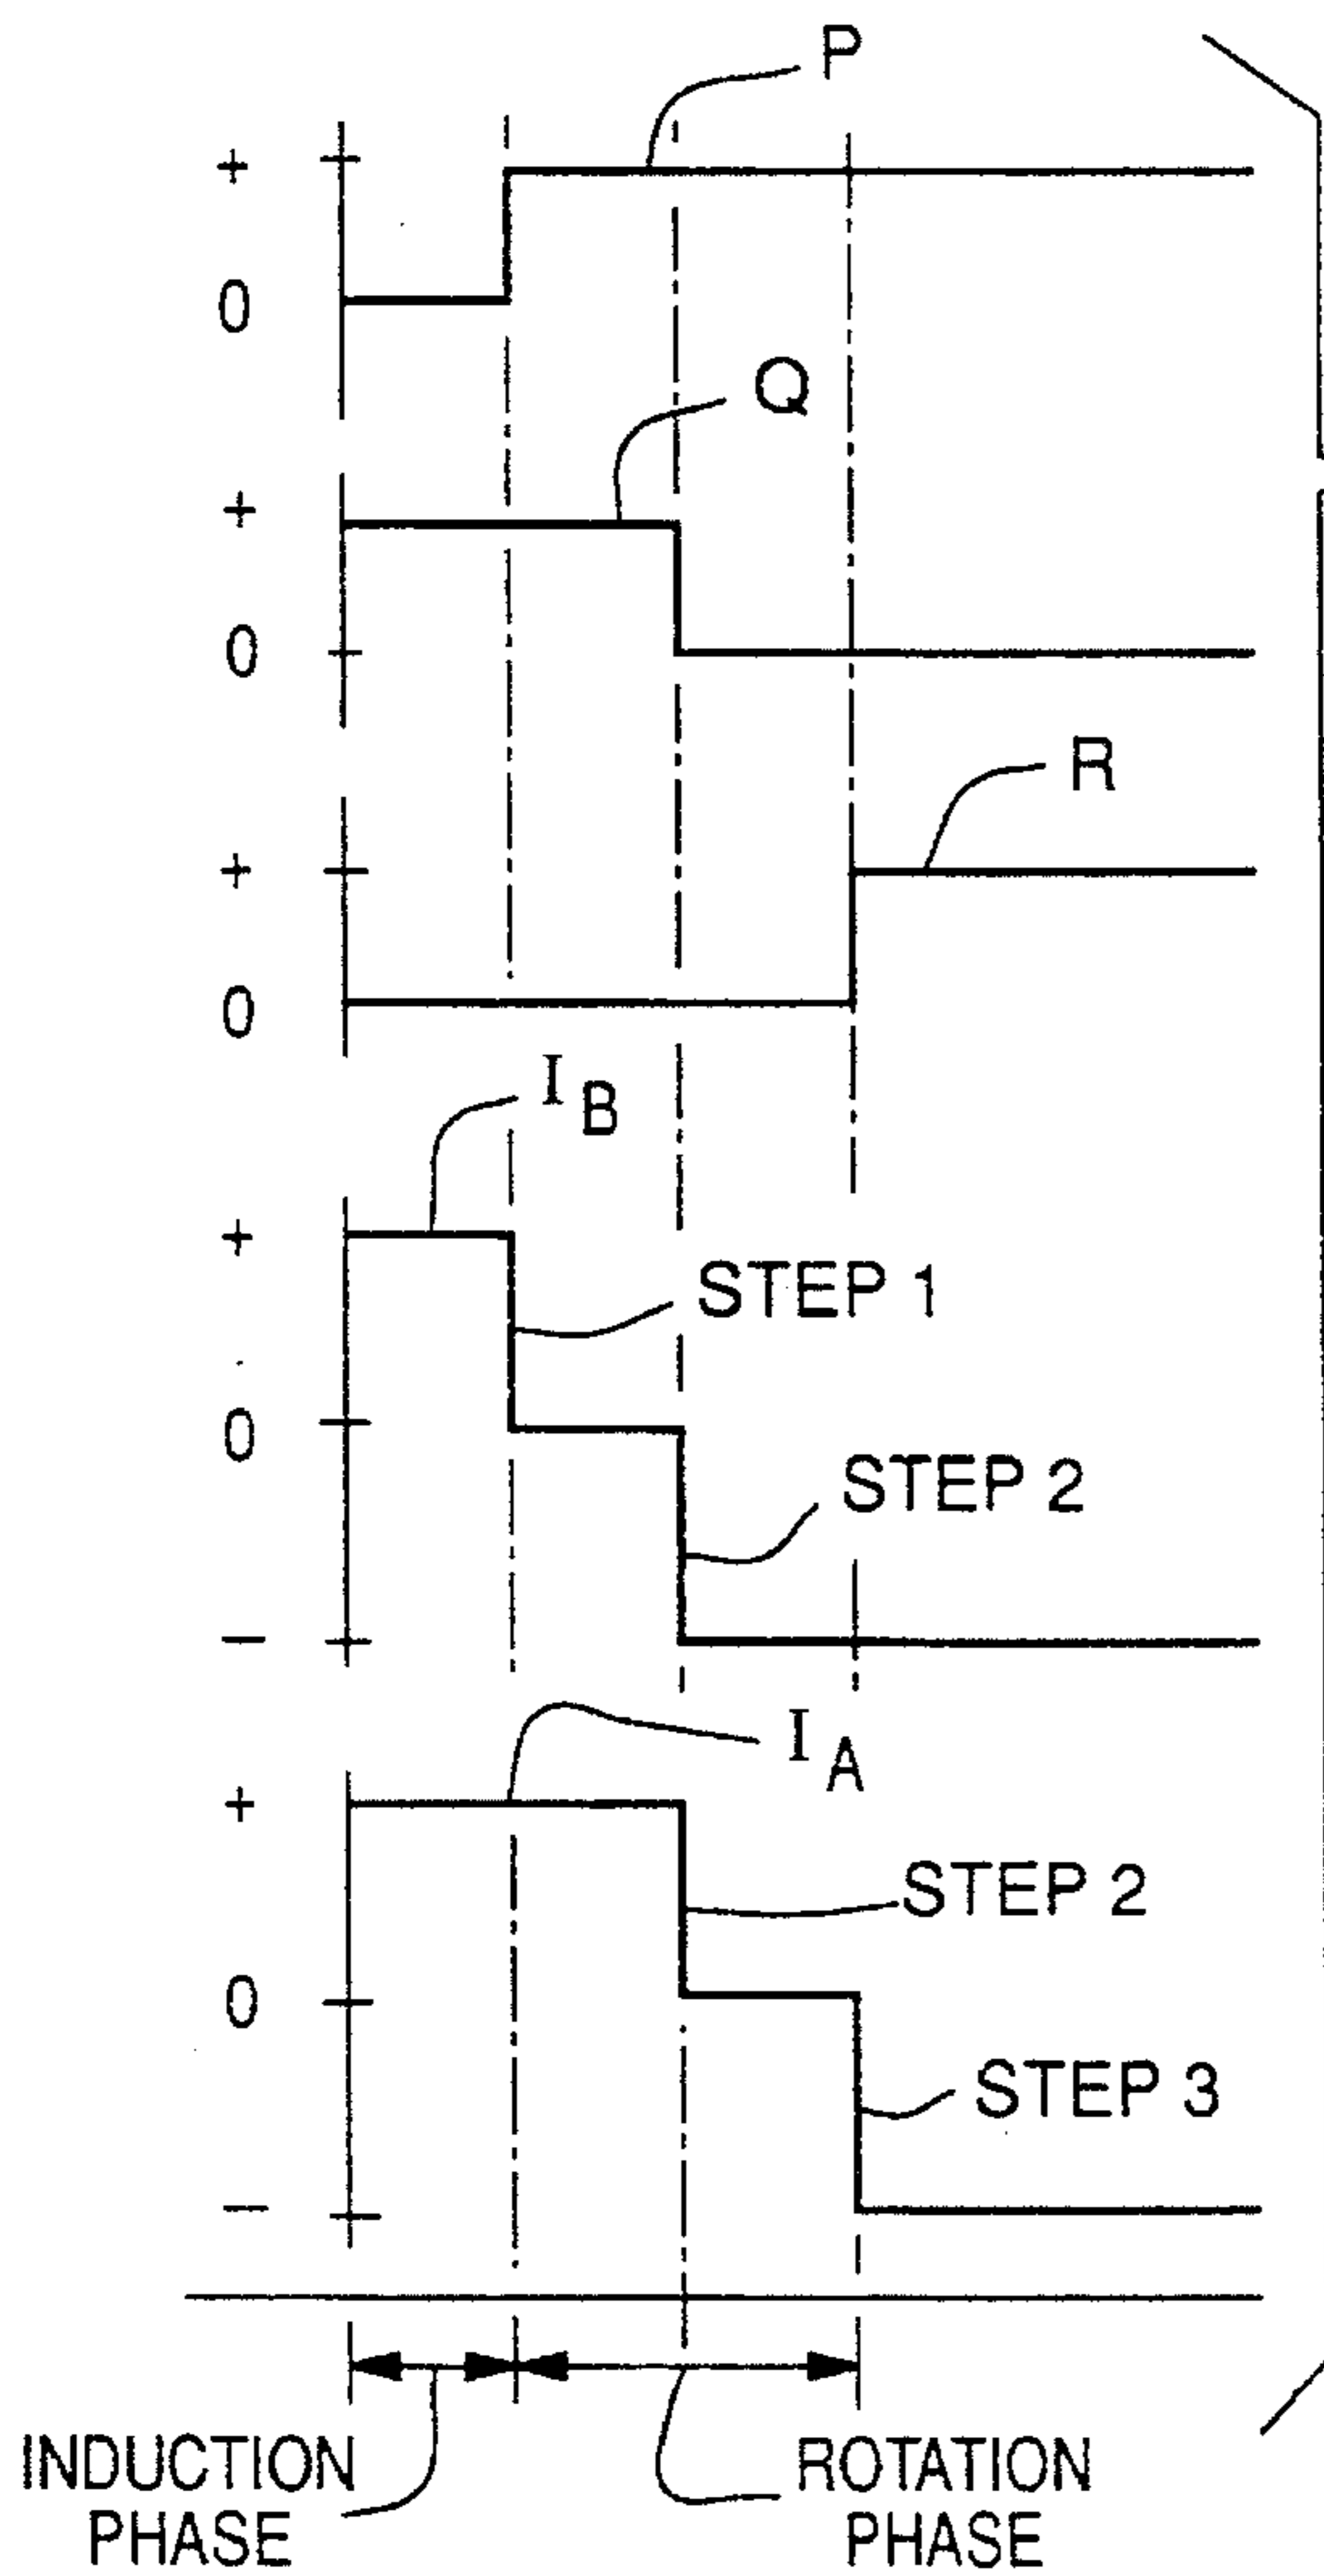 P
+
0
Q
+
0
R
+
0
I B
+
STEP 1
0
STEP 2
−
I A
+
STEP 2
0
STEP 3
−
INDUCTION
PHASE
ROTATION
PHASE